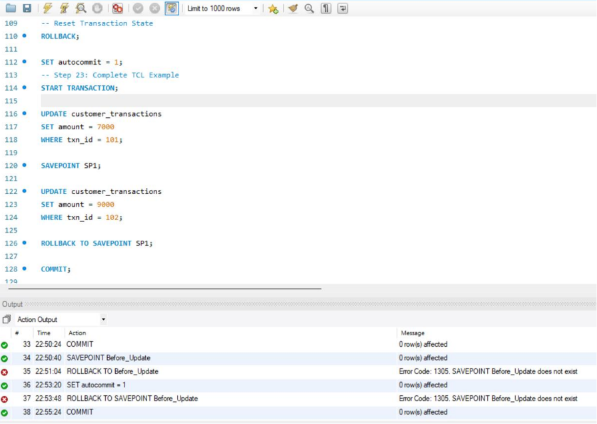 Limit to 1000 rows
109 -- Reset Transaction State
110 ROLLBACK;
111
112 SET autocommit = 1;
113 -- Step 23: Complete TCL Example
114 START TRANSACTION;
115
116 UPDATE customer_transactions
117 SET amount = 7000
118 WHERE txn_id = 101;
119
120 SAVEPOINT SP1;
121
122 UPDATE customer_transactions
123 SET amount = 9000
124 WHERE txn_id = 102;
125
126 ROLLBACK TO SAVEPOINT SP1;
127
128 COMMIT;
129
Output
Action Output
# Time Action Message
33 22:50:24 COMMIT 0 row(s) affected
34 22:50:40 SAVEPOINT Before_Update 0 row(s) affected
35 22:51:04 ROLLBACK TO Before_Update Error Code: 1305. SAVEPOINT Before_Update does not exist
36 22:53:20 SET autocommit = 1 0 row(s) affected
37 22:53:48 ROLLBACK TO SAVEPOINT Before_Update Error Code: 1305. SAVEPOINT Before_Update does not exist
38 22:55:24 COMMIT 0 row(s) affected